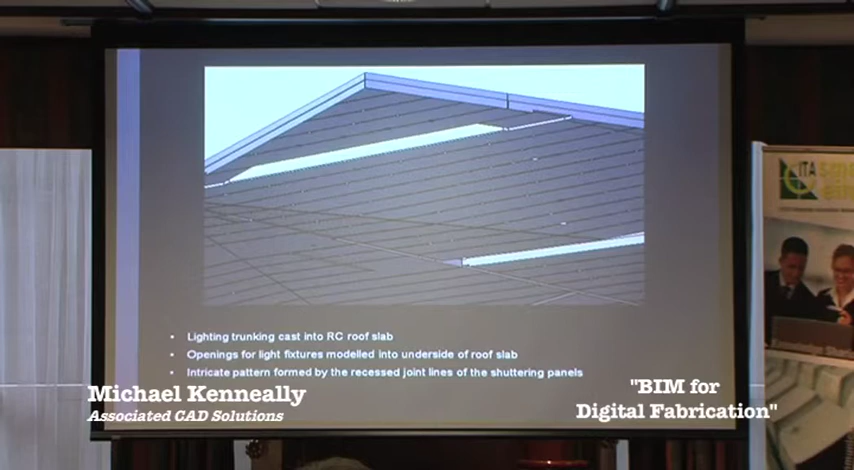 ITA
• Lighting trunking cast into RC roof slab
• Openings for light fixtures modelled into underside of roof slab
• Intricate pattern formed by the recessed joint lines of the shuttering panels
Michael Kenneally
Associated CAD Solutions
"BIM for
Digital Fabrication"